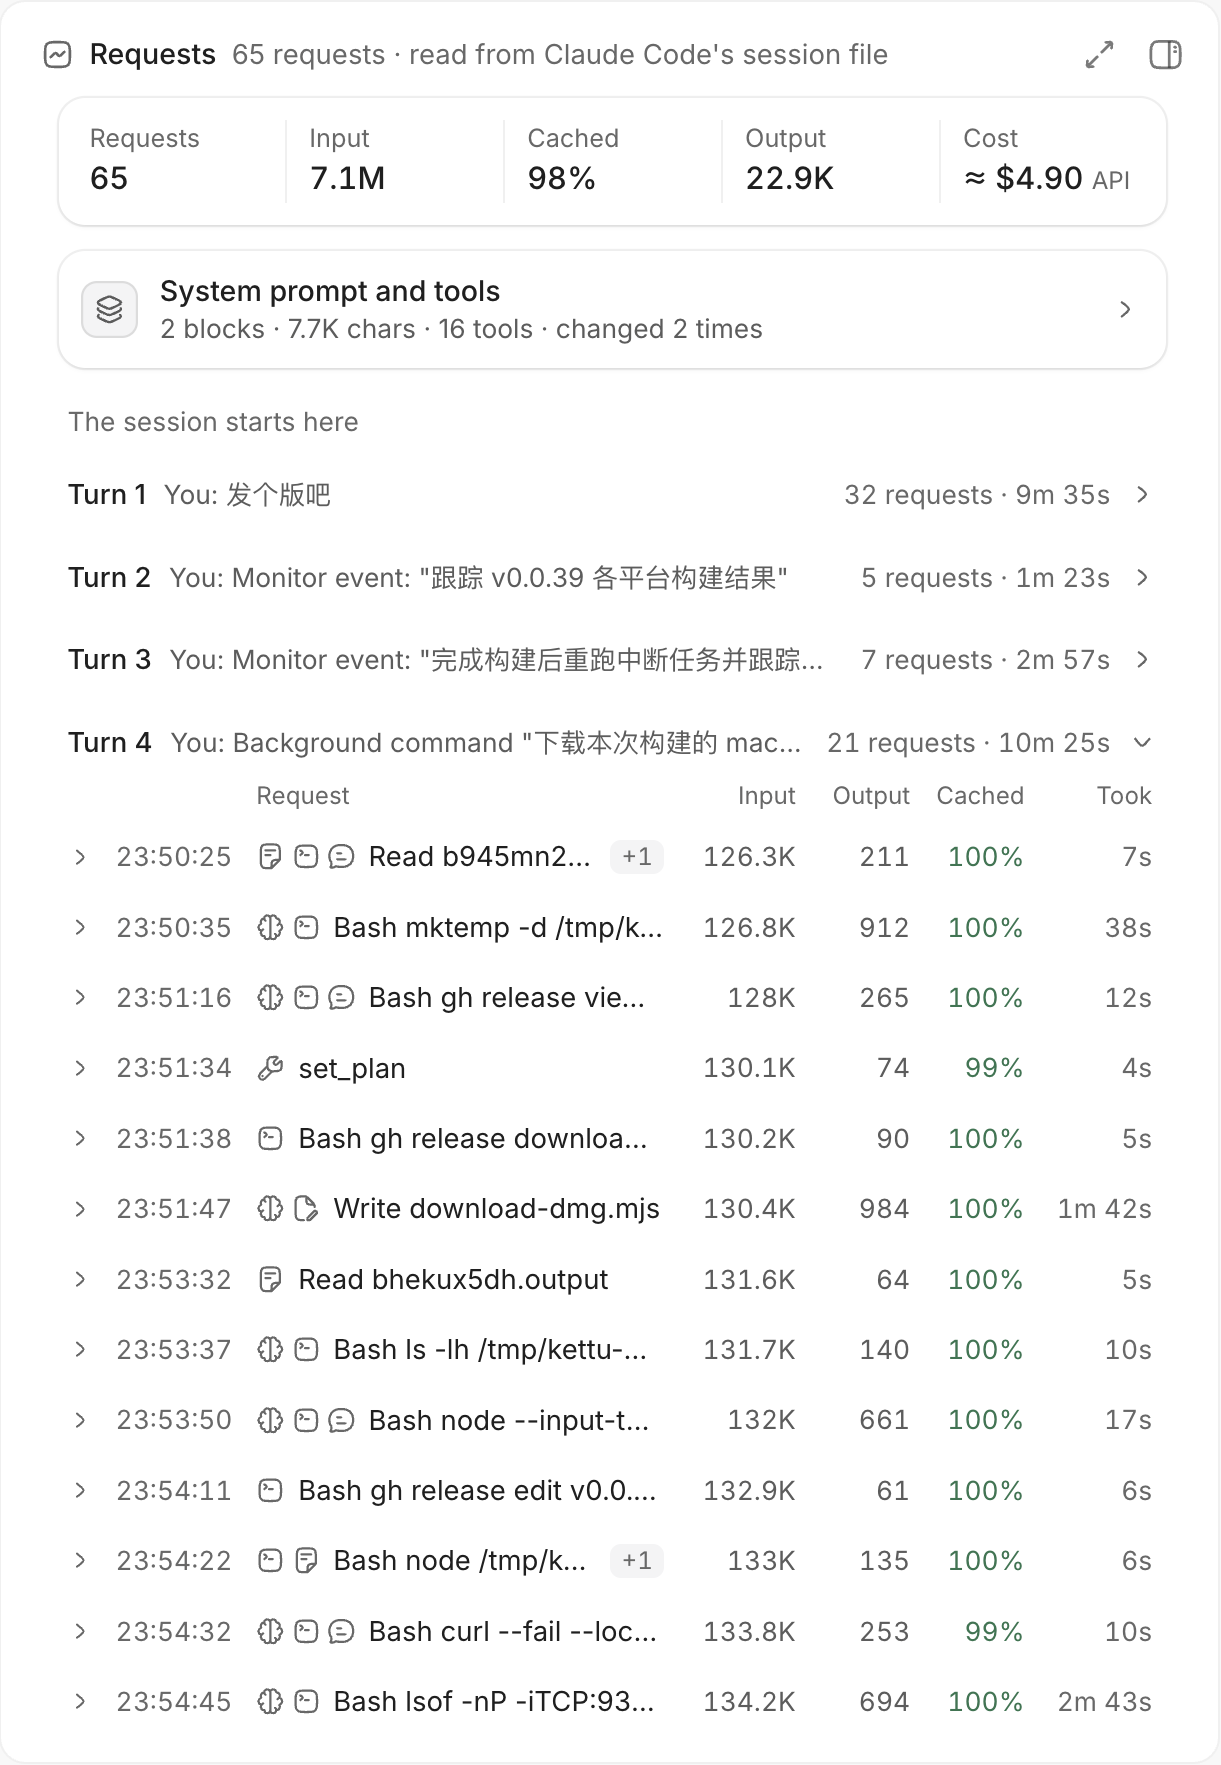 Requests 65 requests · read from Claude Code's session file
Requests Input Cached Output Cost
65 7.1M 98% 22.9K ≈ $4.90 API
System prompt and tools
2 blocks · 7.7K chars · 16 tools · changed 2 times
The session starts here
Turn 1 You: 发个版吧 32 requests · 9m 35s
Turn 2 You: Monitor event: "跟踪 v0.0.39 各平台构建结果" 5 requests · 1m 23s
Turn 3 You: Monitor event: "完成构建后重跑中断任务并跟踪... 7 requests · 2m 57s
Turn 4 You: Background command "下载本次构建的 mac... 21 requests · 10m 25s
Request Input Output Cached Took
23:50:25 Read b945mn2... +1 126.3K 211 100% 7s
23:50:35 Bash mktemp -d /tmp/k... 126.8K 912 100% 38s
23:51:16 Bash gh release vie... 128K 265 100% 12s
23:51:34 set_plan 130.1K 74 99% 4s
23:51:38 Bash gh release downloa... 130.2K 90 100% 5s
23:51:47 Write download-dmg.mjs 130.4K 984 100% 1m 42s
23:53:32 Read bhekux5dh.output 131.6K 64 100% 5s
23:53:37 Bash ls -lh /tmp/kettu-... 131.7K 140 100% 10s
23:53:50 Bash node --input-t... 132K 661 100% 17s
23:54:11 Bash gh release edit v0.0.... 132.9K 61 100% 6s
23:54:22 Bash node /tmp/k... +1 133K 135 100% 6s
23:54:32 Bash curl --fail --loc... 133.8K 253 99% 10s
23:54:45 Bash lsof -nP -iTCP:93... 134.2K 694 100% 2m 43s